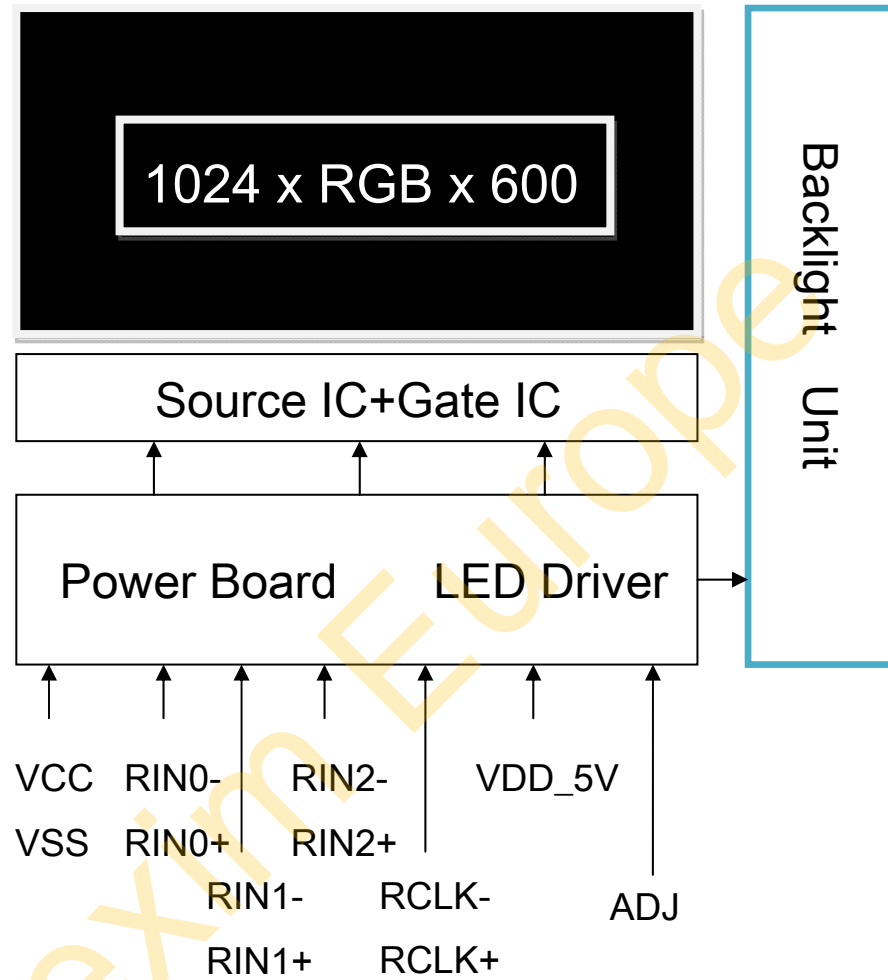 1024 x RGB x 600
Backlight Unit
Source IC+Gate IC
Power Board LED Driver
VCC RIN0- RIN2- VDD_5V
VSS RIN0+ RIN2+
RIN1- RCLK- ADJ
RIN1+ RCLK+
exim Europe